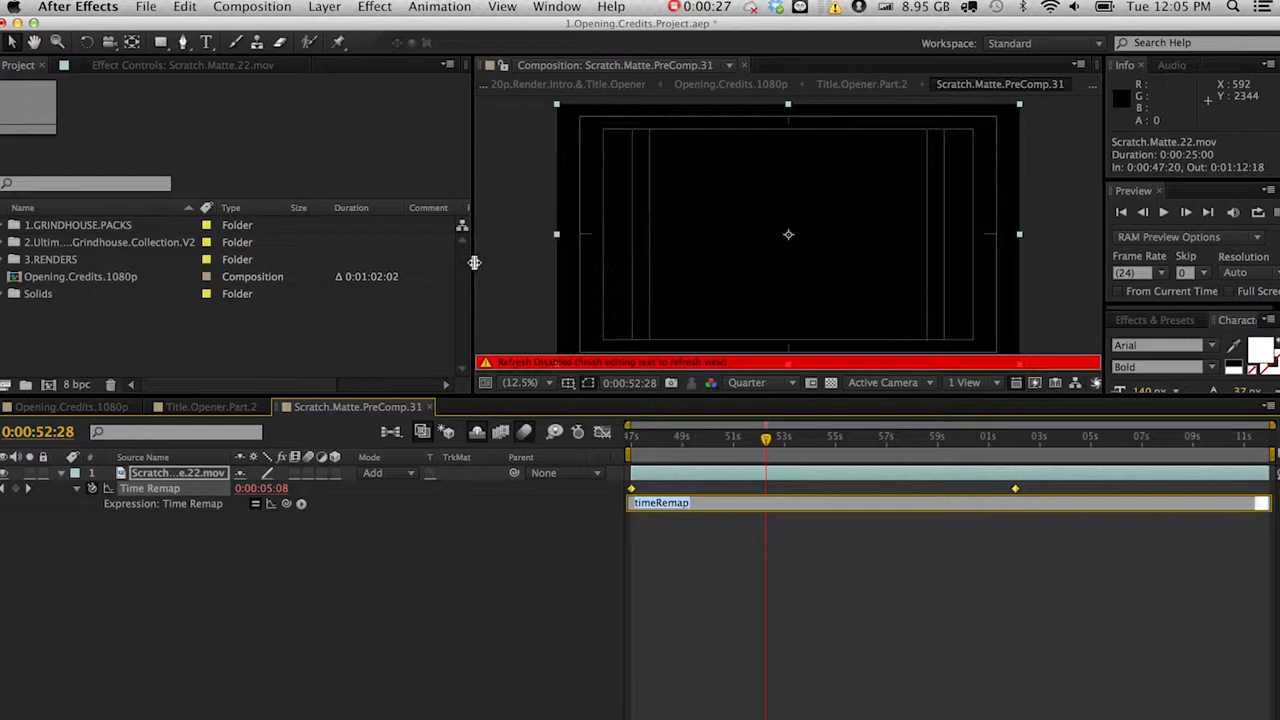 After Effects File Edit Composition Layer Effect Animation View Window Help 0:00:27 8.95 GB Tue 12:05 PM
1.Opening.Credits.Project.aep *
Workspace: Standard Search Help
Project Effect Controls: Scratch.Matte.22.mov
Composition: Scratch.Matte.PreComp.31
... 20p.Render.Intro.&.Title.Opener Opening.Credits.1080p Title.Opener.Part.2 Scratch.Matte.PreComp.31 ...
Info Audio
R: X: 592
G: Y: 2344
B:
A: 0
Scratch.Matte.22.mov
Duration: 0:00:25:00
In: 0:00:47:20, Out: 0:01:12:18
Preview
RAM Preview Options
Frame Rate Skip Resolution
(24) 0 Auto
From Current Time Full Scree
Effects & Presets Charact
Arial
Bold
140 px 37 px
Name Type Size Duration Comment F
1.GRINDHOUSE.PACKS Folder
2.Ultim....Grindhouse.Collection.V2 Folder
3.RENDERS Folder
Opening.Credits.1080p Composition Δ 0:01:02:02
Solids Folder
8 bpc
Refresh Disabled (finish editing text to refresh view)
(12.5%) 0:00:52:28 Quarter Active Camera 1 View
Opening.Credits.1080p Title.Opener.Part.2 Scratch.Matte.PreComp.31
0:00:52:28
47s 49s 51s 53s 55s 57s 59s 01s 03s 05s 07s 09s 11s
# Source Name Mode T TrkMat Parent
1 Scratch...e.22.mov Add None
Time Remap 0:00:05:08
Expression: Time Remap timeRemap